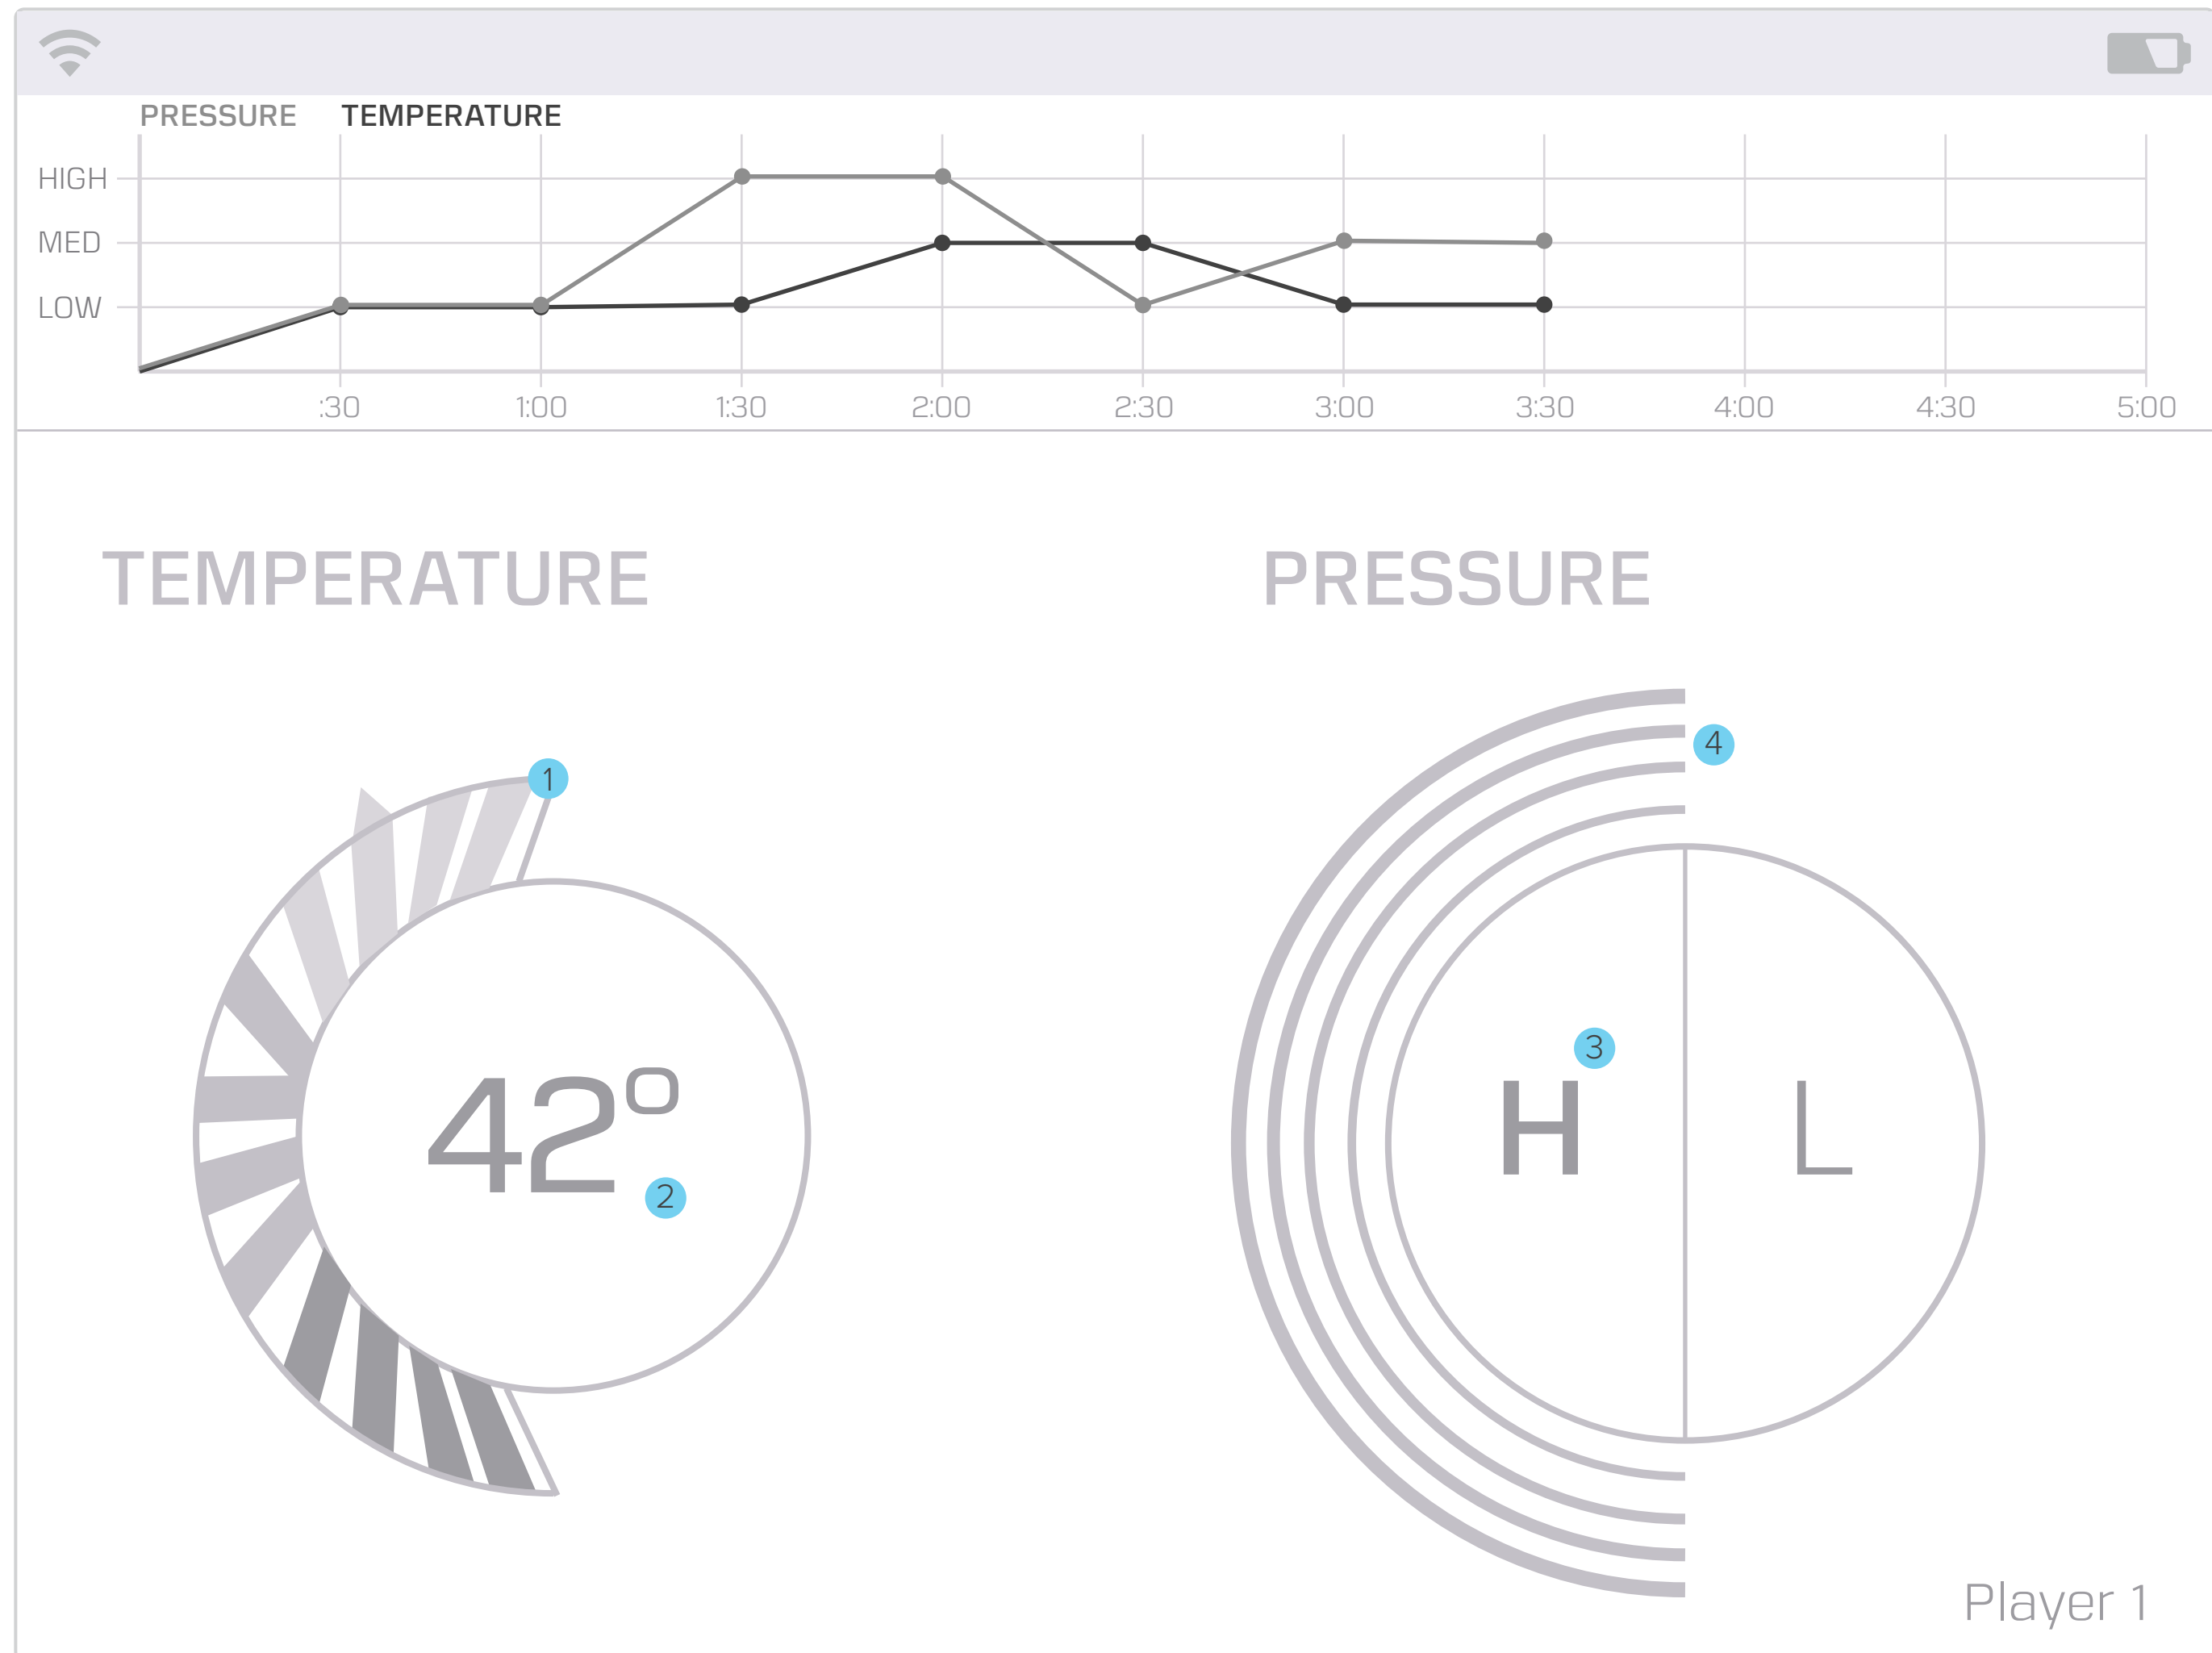 PRESSURE TEMPERATURE
HIGH
MED
LOW
:30 1:00 1:30 2:00 2:30 3:00 3:30 4:00 4:30 5:00
TEMPERATURE PRESSURE
1
4
42º
2
3
H L
Player 1